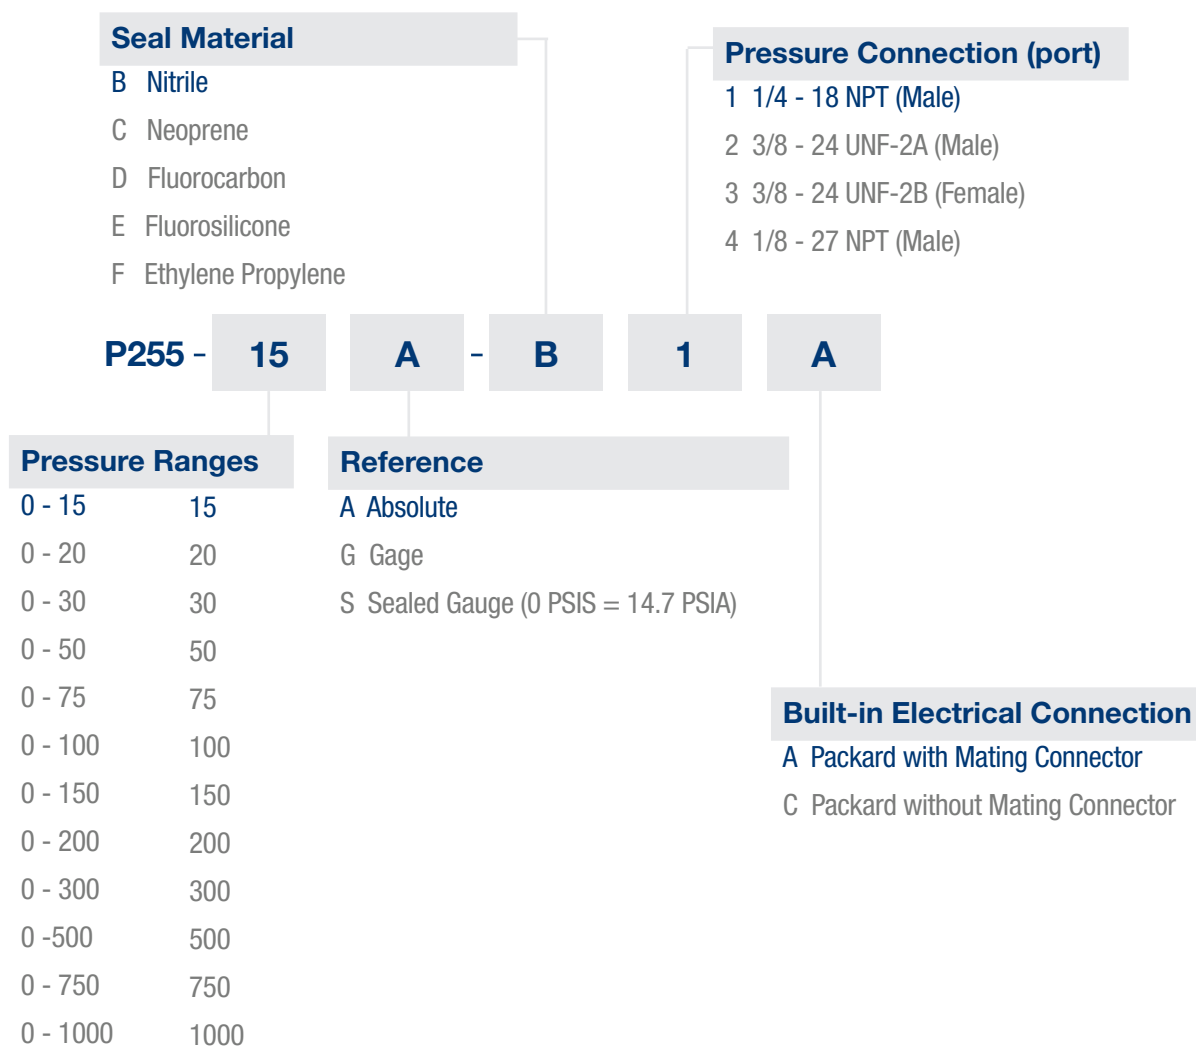 Seal Material
B Nitrile
C Neoprene
D Fluorocarbon
E Fluorosilicone
F Ethylene Propylene
Pressure Connection (port)
1 1/4 - 18 NPT (Male)
2 3/8 - 24 UNF-2A (Male)
3 3/8 - 24 UNF-2B (Female)
4 1/8 - 27 NPT (Male)
P255 - 15 A - B 1 A
Pressure Ranges
0 - 15 15
0 - 20 20
0 - 30 30
0 - 50 50
0 - 75 75
0 - 100 100
0 - 150 150
0 - 200 200
0 - 300 300
0 -500 500
0 - 750 750
0 - 1000 1000
Reference
A Absolute
G Gage
S Sealed Gauge (0 PSIS = 14.7 PSIA)
Built-in Electrical Connection
A Packard with Mating Connector
C Packard without Mating Connector